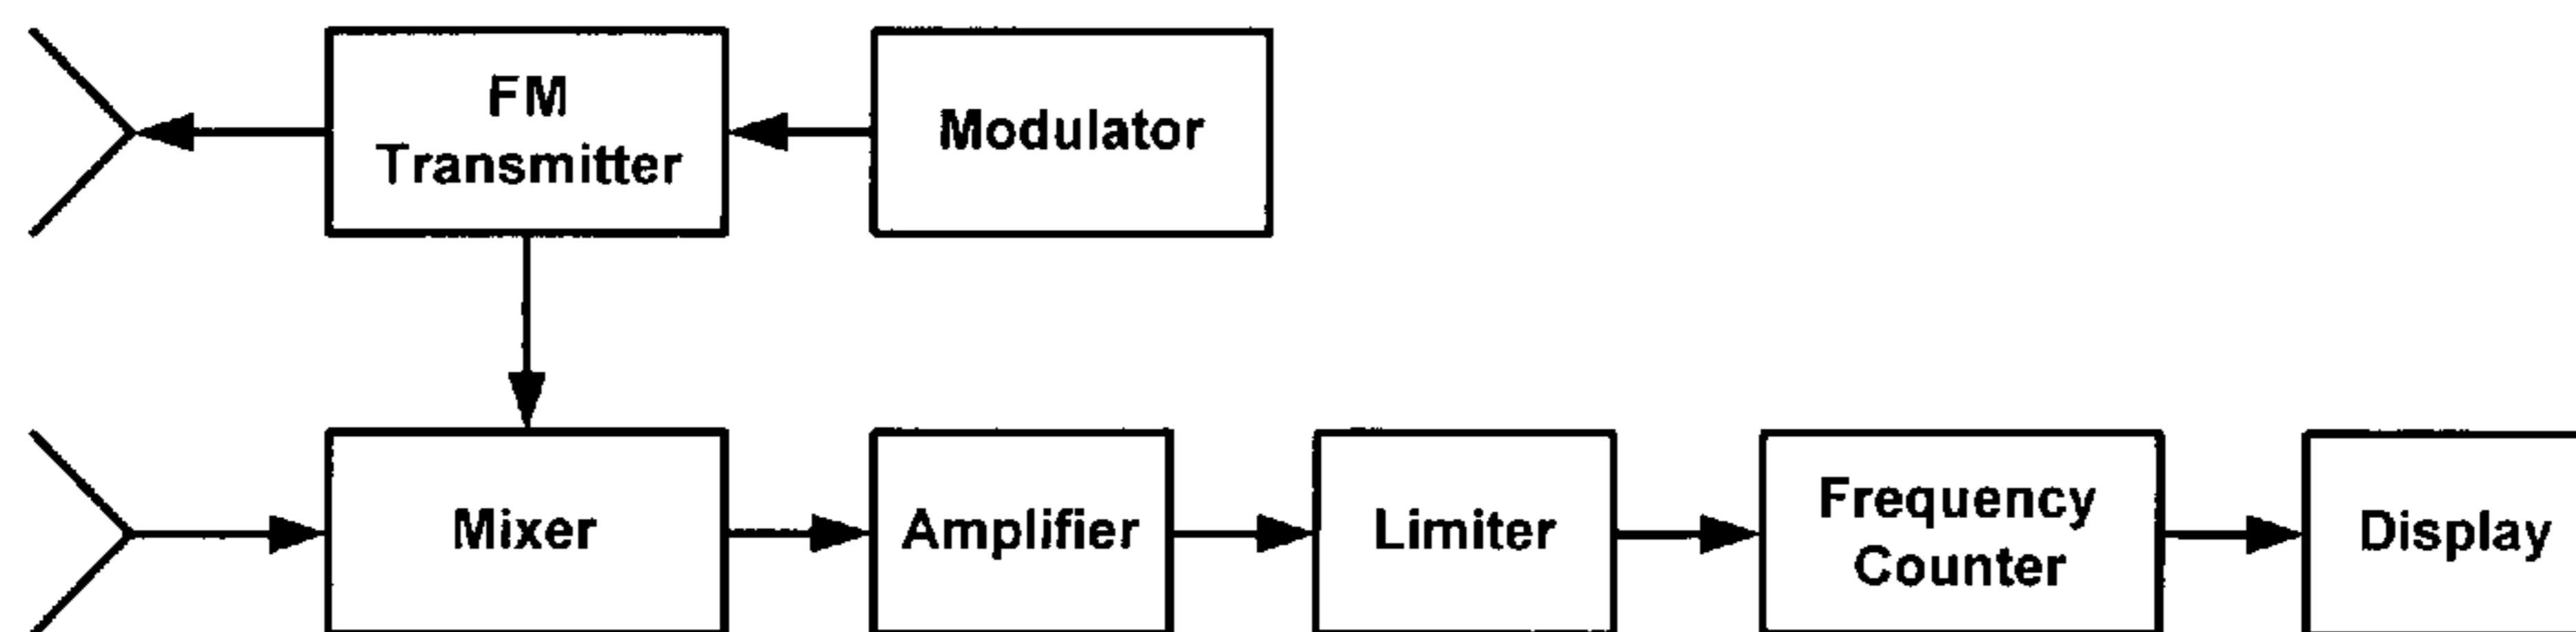 FM
Transmitter
Modulator
Mixer
Amplifier
Limiter
Frequency
Counter
Display